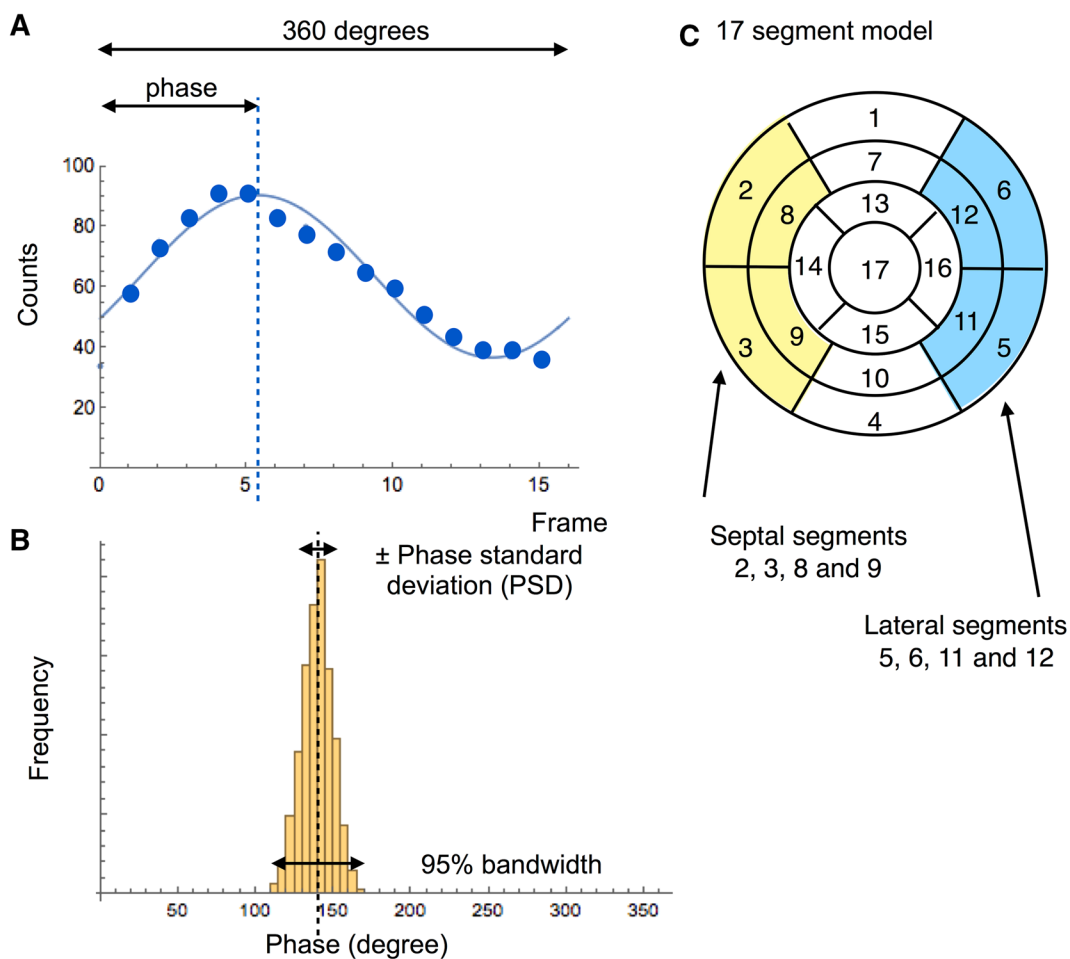 A
360 degrees
phase
Counts
100
80
60
40
20
0
5
10
15
Frame
B
± Phase standard
deviation (PSD)
Frequency
95% bandwidth
50
100
150
200
250
300
350
Phase (degree)
C 17 segment model
1
7
2
6
8
13
12
14
17
16
9
15
11
3
5
10
4
Septal segments
2, 3, 8 and 9
Lateral segments
5, 6, 11 and 12